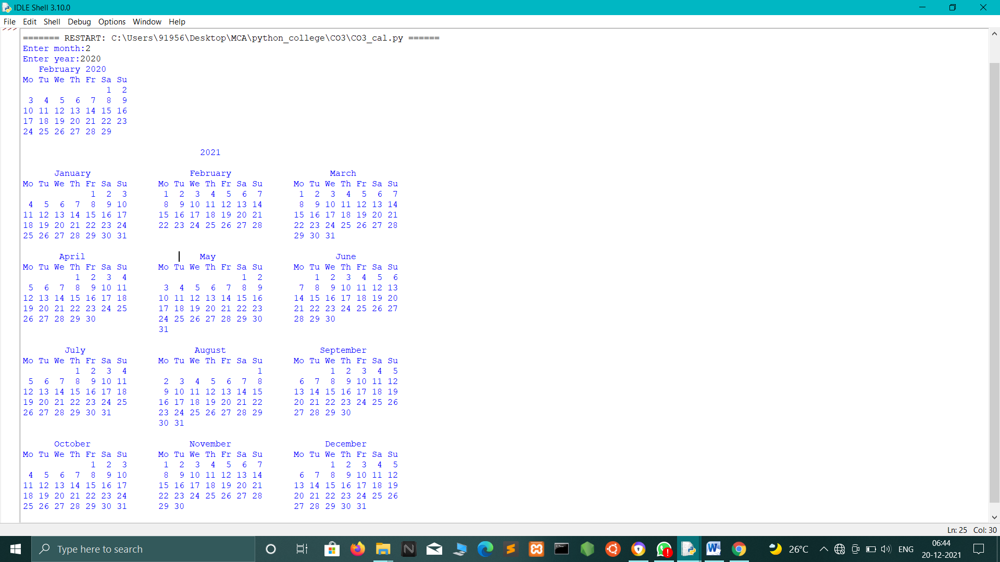 IDLE Shell 3.10.0
File Edit Shell Debug Options Window Help
>>>
======= RESTART: C:\Users\91956\Desktop\MCA\python_college\CO3\CO3_cal.py ======
Enter month:2
Enter year:2020
   February 2020
Mo Tu We Th Fr Sa Su
                1  2
 3  4  5  6  7  8  9
10 11 12 13 14 15 16
17 18 19 20 21 22 23
24 25 26 27 28 29
                                  2021
      January                   February                   March
Mo Tu We Th Fr Sa Su      Mo Tu We Th Fr Sa Su      Mo Tu We Th Fr Sa Su
             1  2  3       1  2  3  4  5  6  7       1  2  3  4  5  6  7
 4  5  6  7  8  9 10       8  9 10 11 12 13 14       8  9 10 11 12 13 14
11 12 13 14 15 16 17      15 16 17 18 19 20 21      15 16 17 18 19 20 21
18 19 20 21 22 23 24      22 23 24 25 26 27 28      22 23 24 25 26 27 28
25 26 27 28 29 30 31                                29 30 31
       April                      May                       June
Mo Tu We Th Fr Sa Su      Mo Tu We Th Fr Sa Su      Mo Tu We Th Fr Sa Su
          1  2  3  4                      1  2          1  2  3  4  5  6
 5  6  7  8  9 10 11       3  4  5  6  7  8  9       7  8  9 10 11 12 13
12 13 14 15 16 17 18      10 11 12 13 14 15 16      14 15 16 17 18 19 20
19 20 21 22 23 24 25      17 18 19 20 21 22 23      21 22 23 24 25 26 27
26 27 28 29 30            24 25 26 27 28 29 30      28 29 30
                          31
        July                     August                  September
Mo Tu We Th Fr Sa Su      Mo Tu We Th Fr Sa Su      Mo Tu We Th Fr Sa Su
          1  2  3  4                         1             1  2  3  4  5
 5  6  7  8  9 10 11       2  3  4  5  6  7  8       6  7  8  9 10 11 12
12 13 14 15 16 17 18       9 10 11 12 13 14 15      13 14 15 16 17 18 19
19 20 21 22 23 24 25      16 17 18 19 20 21 22      20 21 22 23 24 25 26
26 27 28 29 30 31         23 24 25 26 27 28 29      27 28 29 30
                          30 31
      October                   November                  December
Mo Tu We Th Fr Sa Su      Mo Tu We Th Fr Sa Su      Mo Tu We Th Fr Sa Su
             1  2  3       1  2  3  4  5  6  7             1  2  3  4  5
 4  5  6  7  8  9 10       8  9 10 11 12 13 14       6  7  8  9 10 11 12
11 12 13 14 15 16 17      15 16 17 18 19 20 21      13 14 15 16 17 18 19
18 19 20 21 22 23 24      22 23 24 25 26 27 28      20 21 22 23 24 25 26
25 26 27 28 29 30 31      29 30                     27 28 29 30 31
Ln: 25 Col: 30
Type here to search
26°C
ENG
06:44
20-12-2021